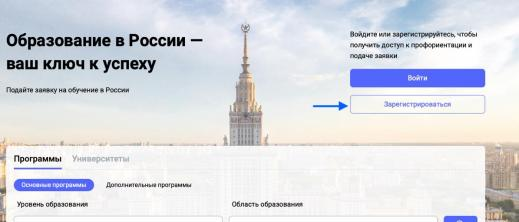 Образование в России —
ваш ключ к успеху
Подайте заявку на обучение в России
Войдите или зарегистрируйтесь, чтобы
получить доступ к профориентации и
подаче заявки
Войти
Зарегистрироваться
Программы Университеты
Основные программы Дополнительные программы
Уровень образования Область образования